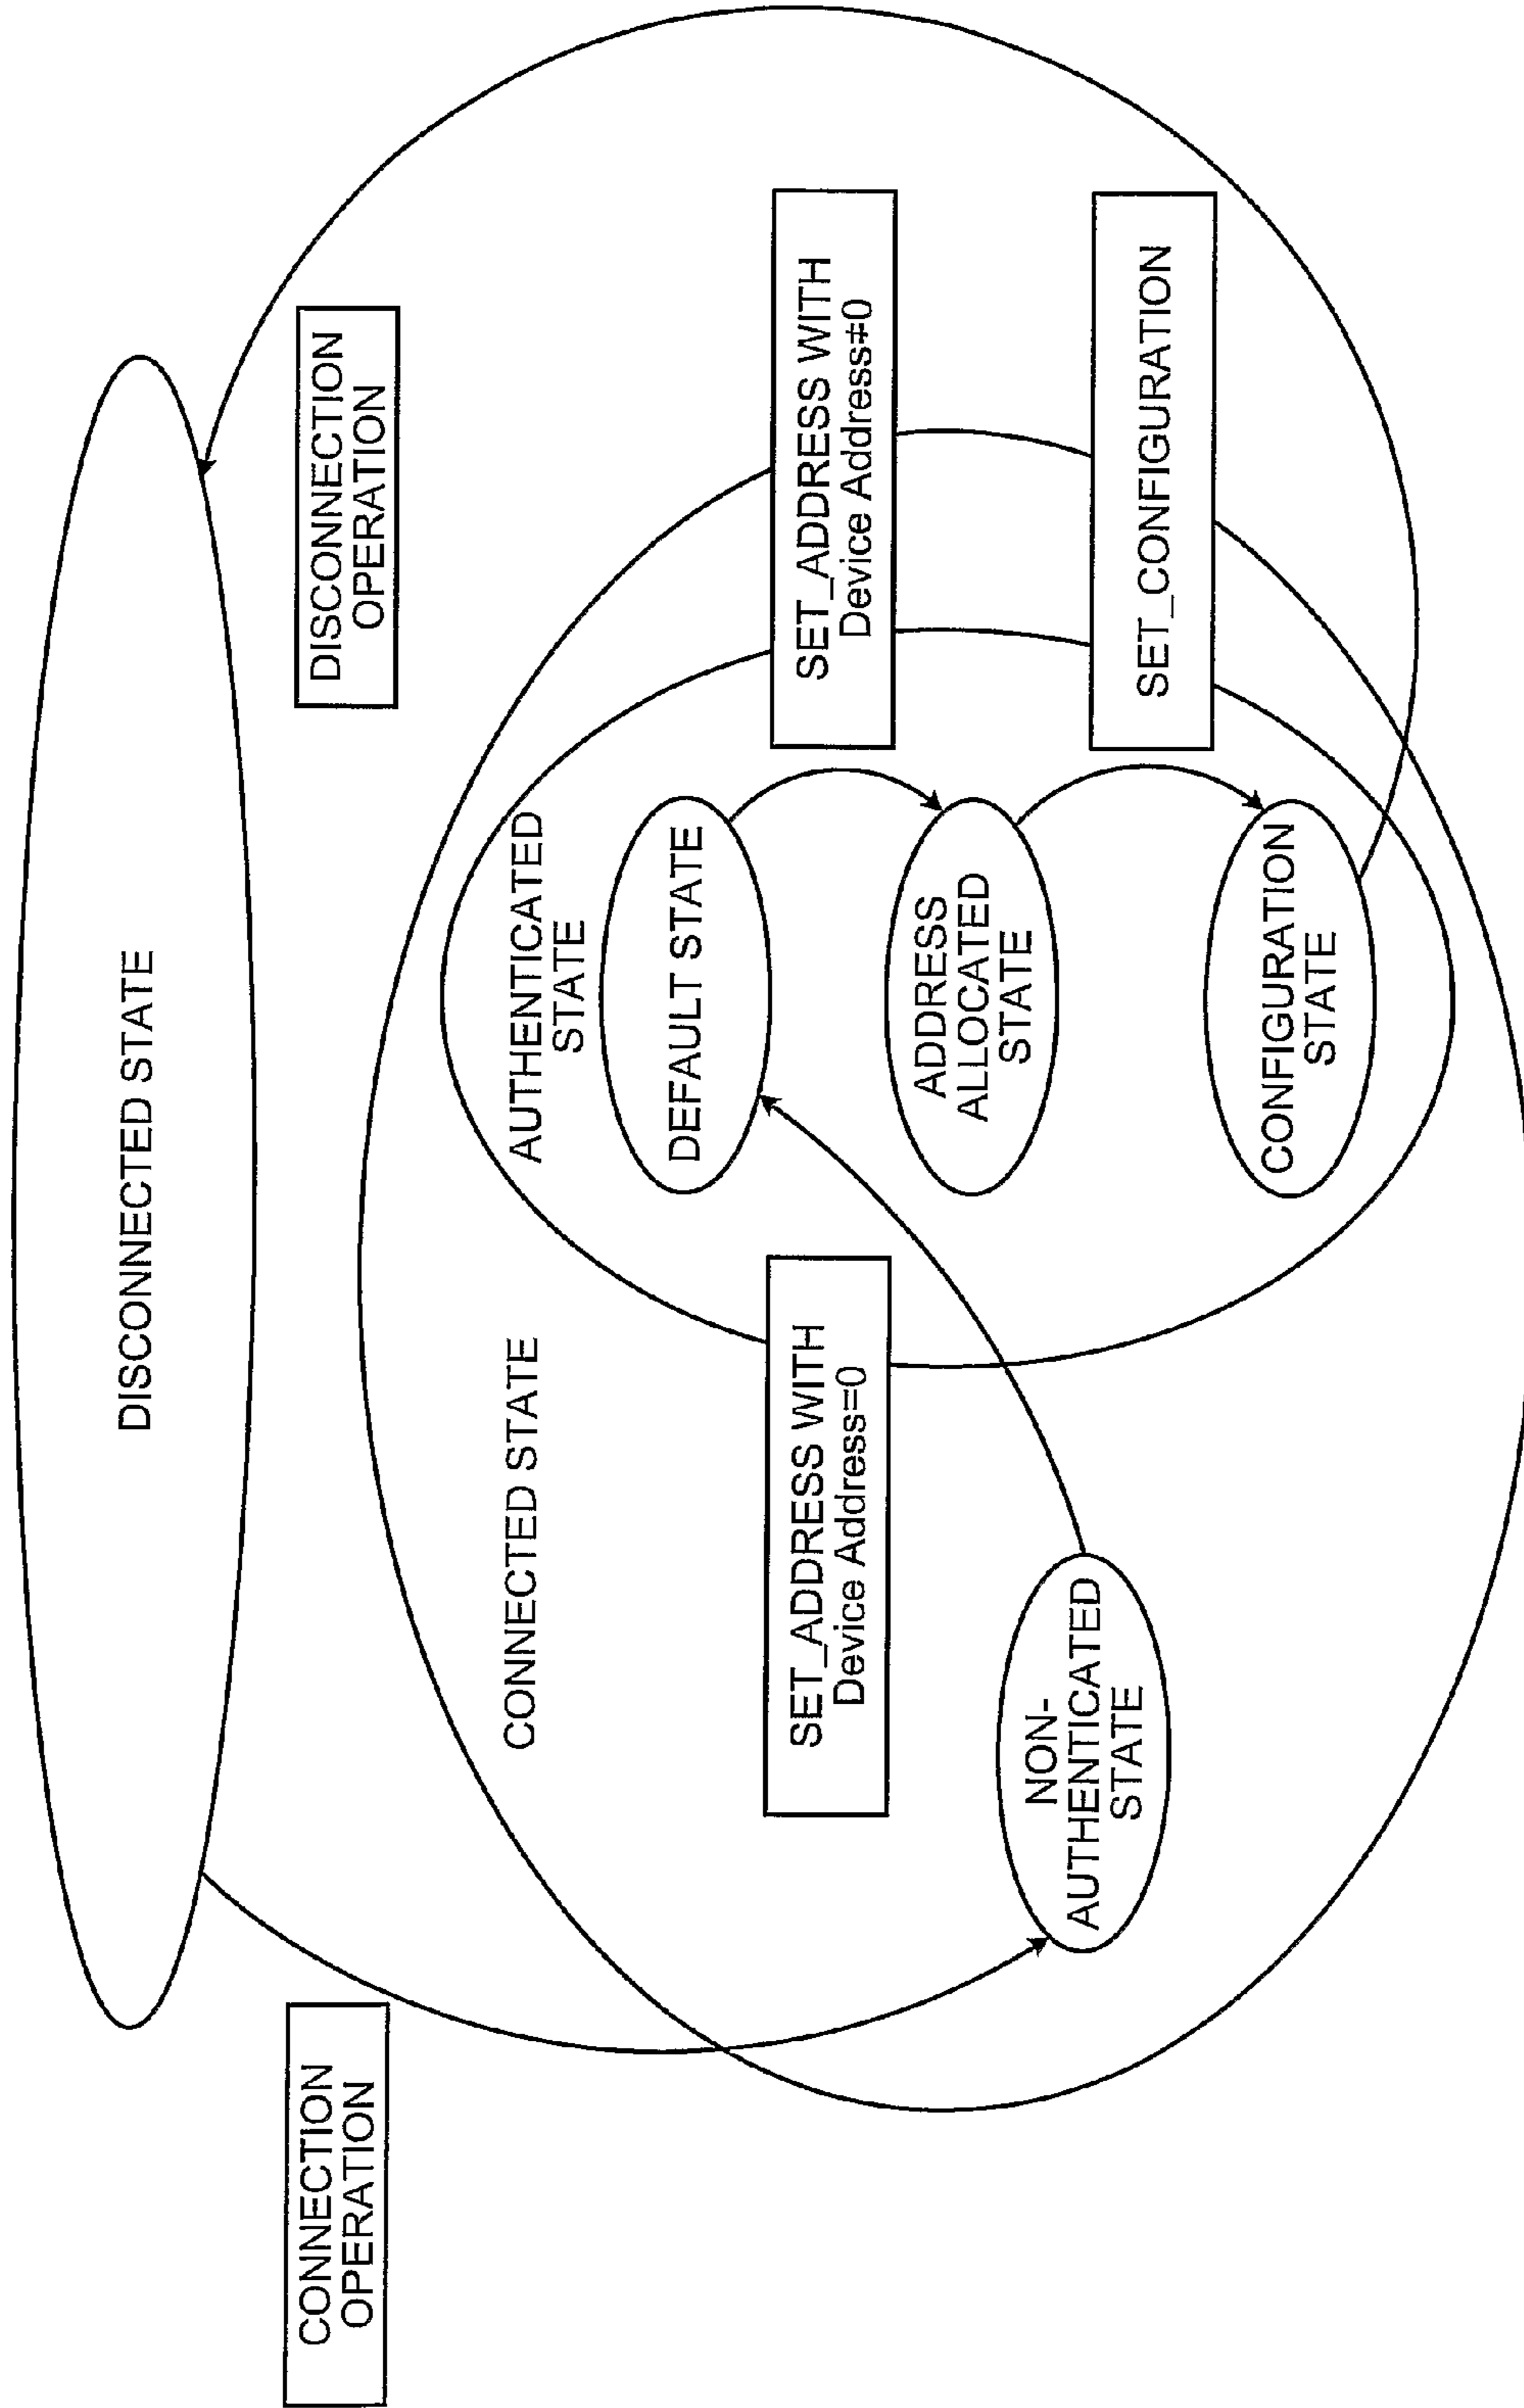 DISCONNECTED STATE
CONNECTION
OPERATION
DISCONNECTION
OPERATION
CONNECTED STATE
AUTHENTICATED
STATE
DEFAULT STATE
SET_ADDRESS WITH
Device Address=0
SET_ADDRESS WITH
Device Address≠0
ADDRESS
ALLOCATED
STATE
NON-
AUTHENTICATED
STATE
SET_CONFIGURATION
CONFIGURATION
STATE